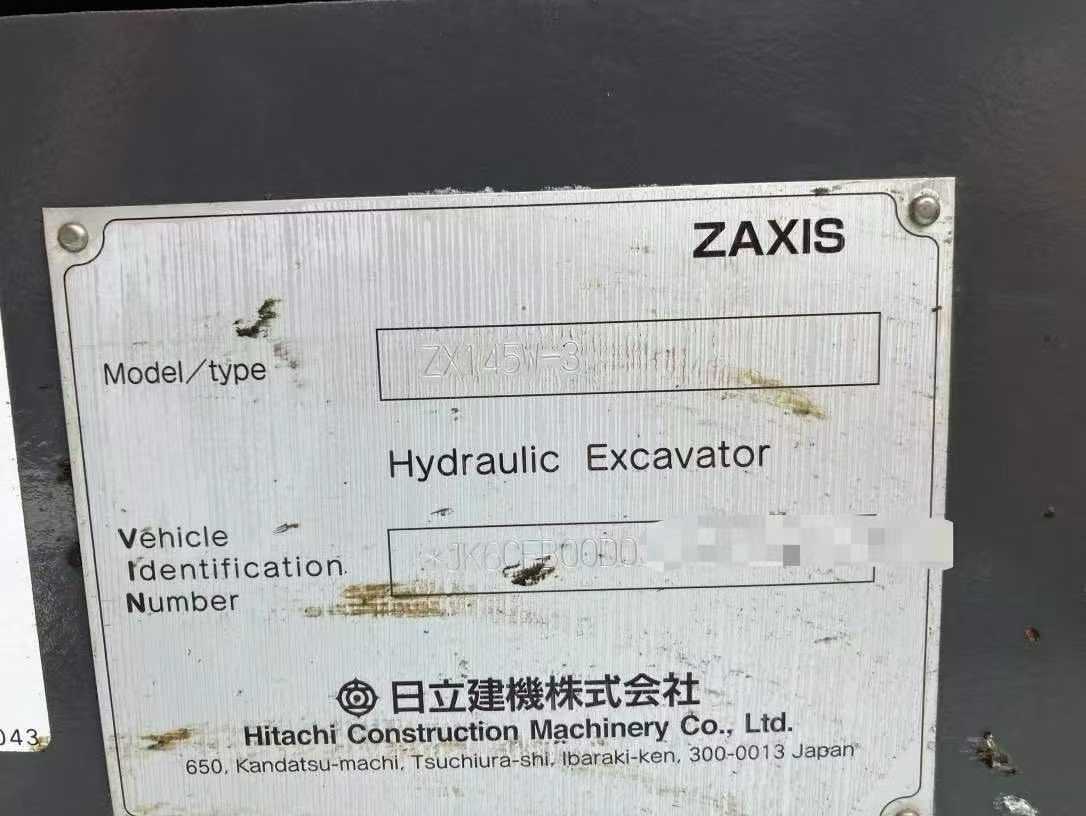 ZAXIS
Model/type
ZX145W-3
Hydraulic Excavator
Vehicle
Identification
Number
日立建機株式会社
Hitachi Construction Machinery Co., Ltd.
650, Kandatsu-machi, Tsuchiura-shi, Ibaraki-ken, 300-0013 Japan
043